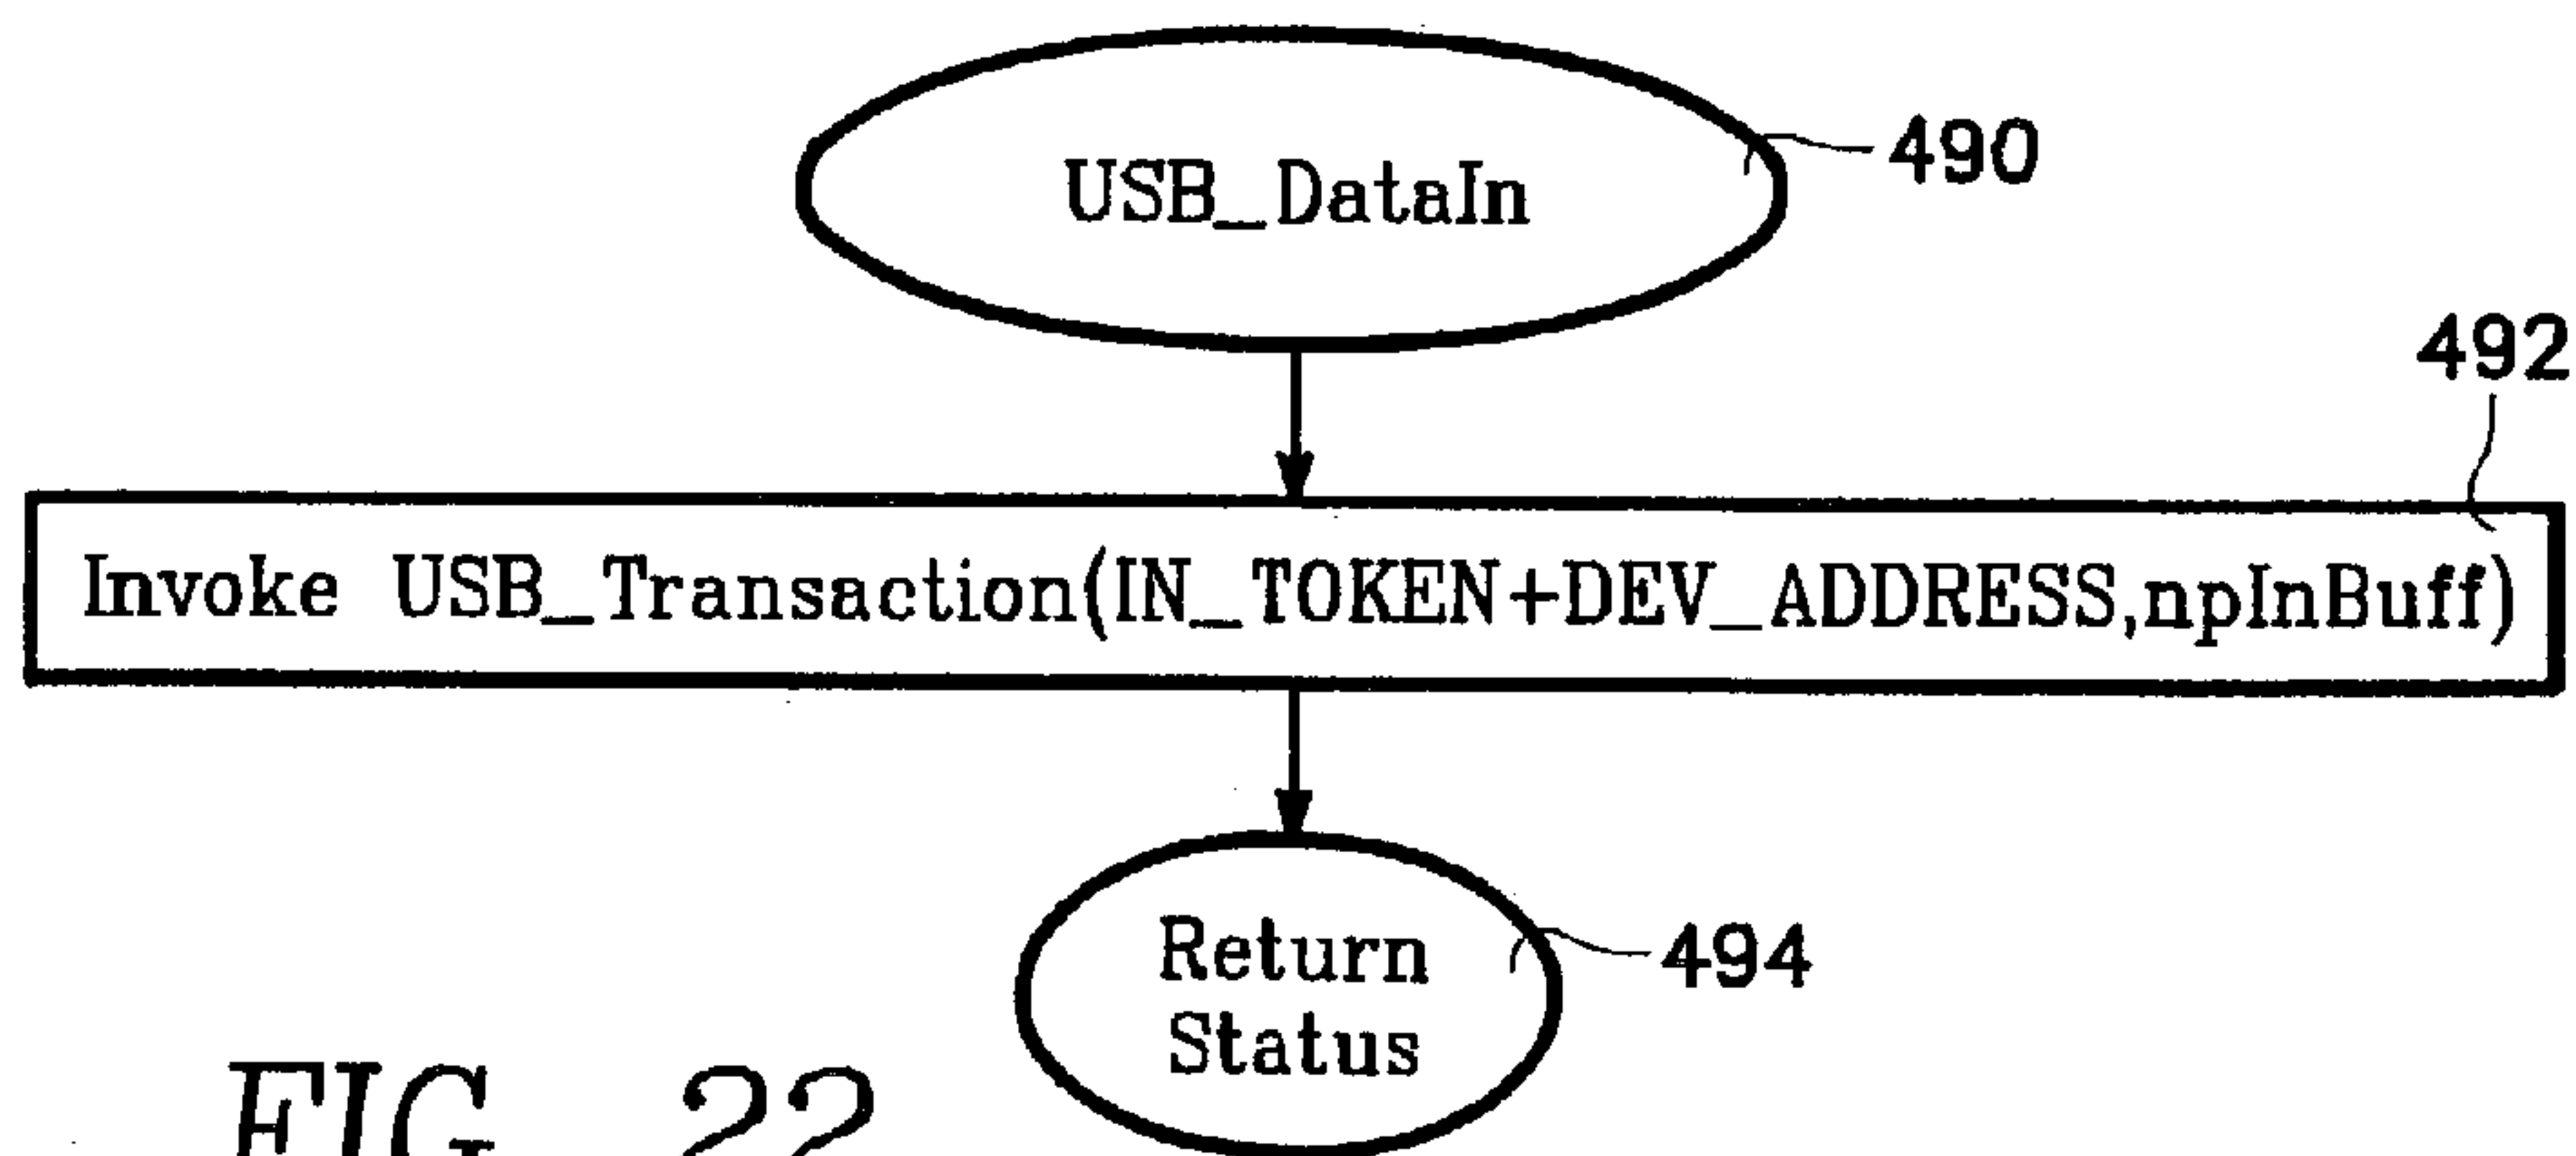 USB_DataIn
490
492
Invoke USB_Transaction(IN_TOKEN+DEV_ADDRESS,npInBuff)
Return
Status
494
FIG. 22